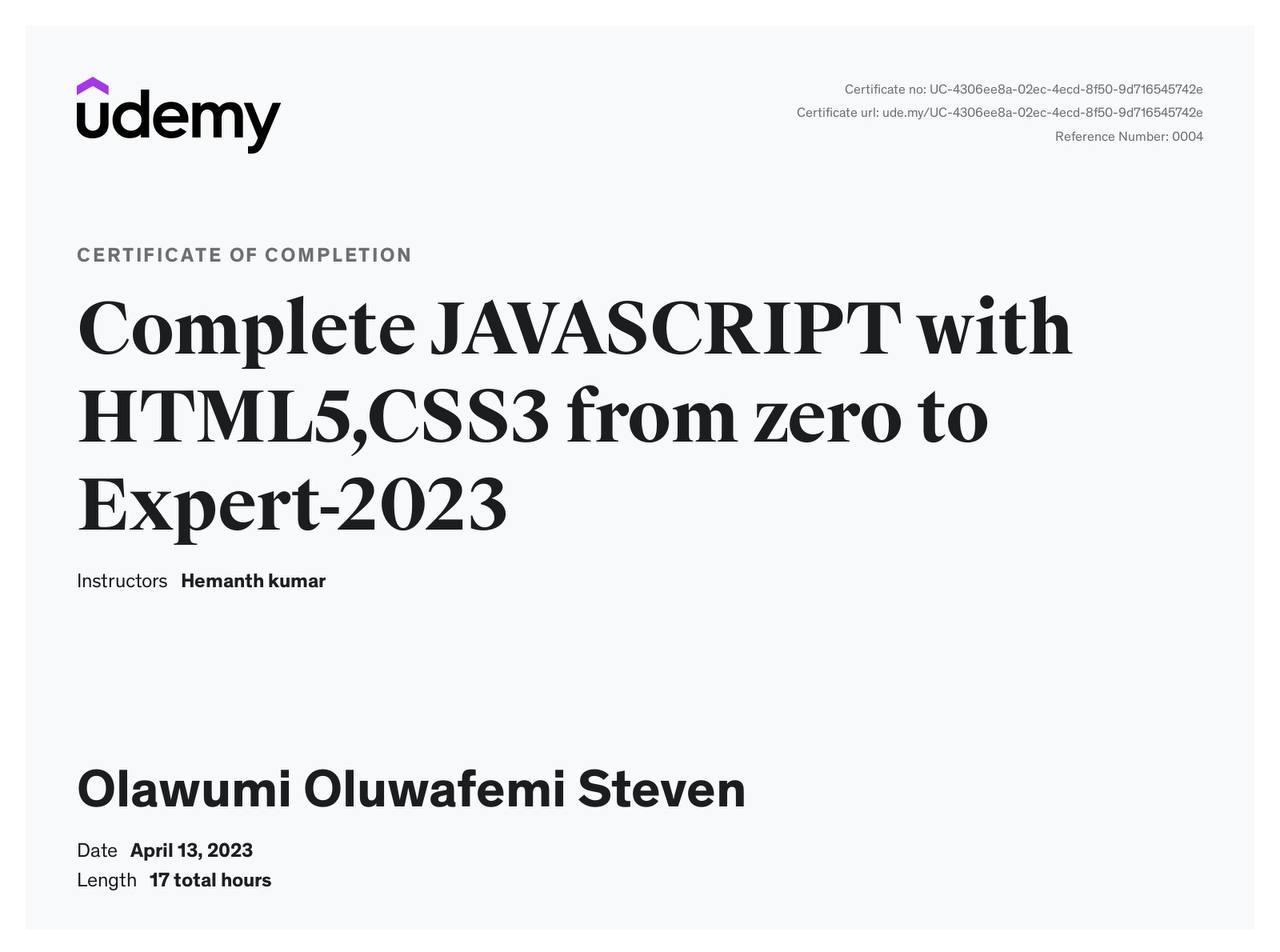 udemy
Certificate no: UC-4306ee8a-02ec-4ecd-8f50-9d716545742e
Certificate url: ude.my/UC-4306ee8a-02ec-4ecd-8f50-9d716545742e
Reference Number: 0004
CERTIFICATE OF COMPLETION
Complete JAVASCRIPT with
HTML5,CSS3 from zero to
Expert-2023
Instructors Hemanth kumar
Olawumi Oluwafemi Steven
Date April 13, 2023
Length 17 total hours